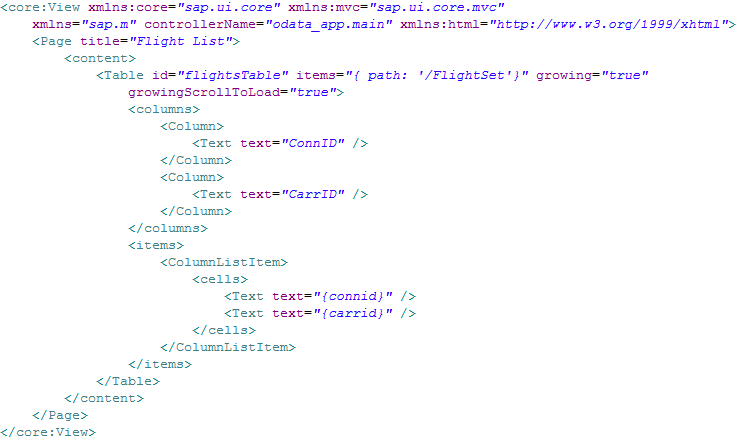 <core:View xmlns:core="sap.ui.core" xmlns:mvc="sap.ui.core.mvc"
xmlns="sap.m" controllerName="odata_app.main" xmlns:html="http://www.w3.org/1999/xhtml">
<Page title="Flight List">
<content>
<Table id="flightsTable" items="{ path: '/FlightSet'}" growing="true"
growingScrollToLoad="true">
<columns>
<Column>
<Text text="ConnID" />
</Column>
<Column>
<Text text="CarrID" />
</Column>
</columns>
<items>
<ColumnListItem>
<cells>
<Text text="{connid}" />
<Text text="{carrid}" />
</cells>
</ColumnListItem>
</items>
</Table>
</content>
</Page>
</core:View>